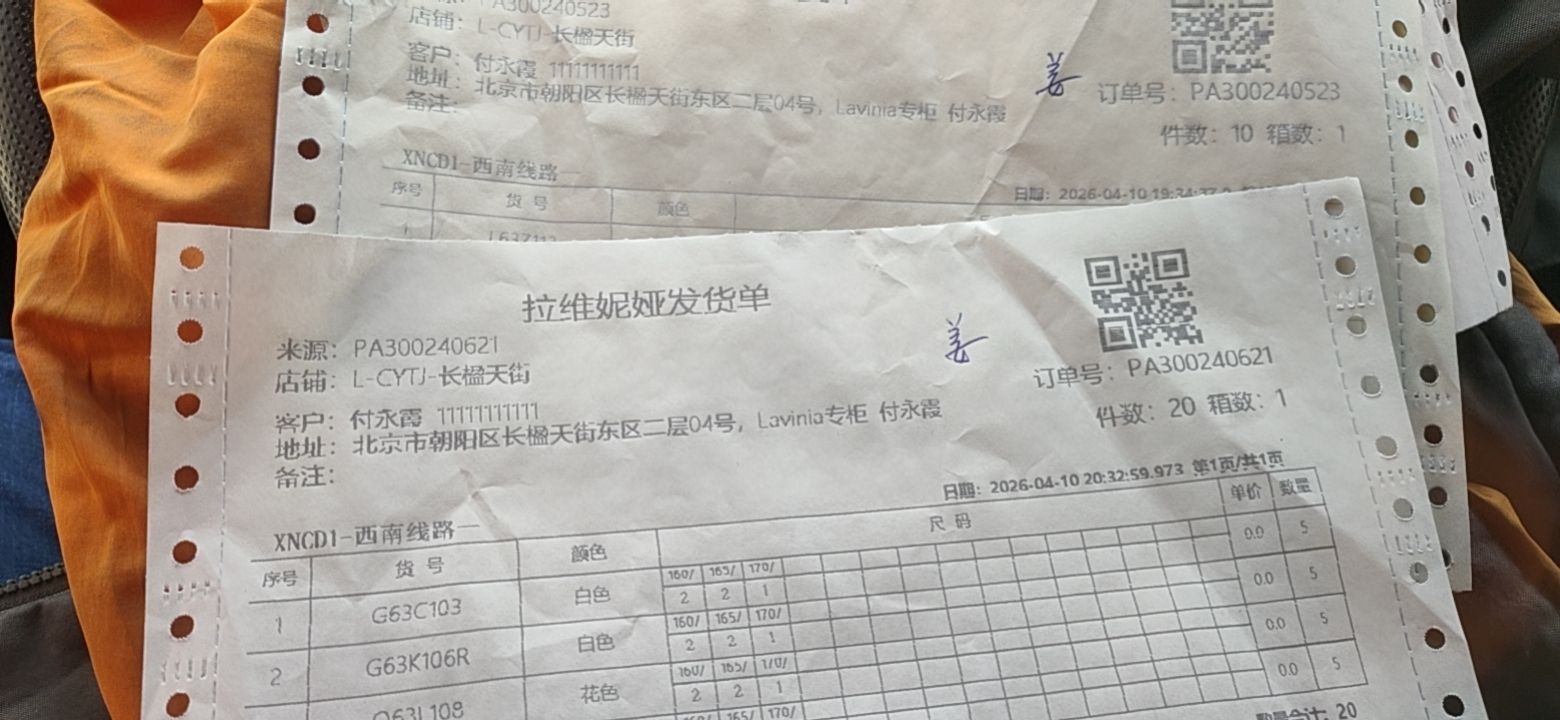 PA300240523
店铺：L-CYTJ-长楹天街
客户：付永霞 11111111111
地址：北京市朝阳区长楹天街东区二层04号，Lavinia专柜 付永霞
备注：
姜
订单号：PA300240523
件数：10 箱数：1
XNCD1-西南线路一
日期：2026-04-10 19:34:37
序号 货号 颜色
拉维妮娅发货单
姜
来源：PA300240621
店铺：L-CYTJ-长楹天街
客户：付永霞 11111111111
地址：北京市朝阳区长楹天街东区二层04号，Lavinia专柜 付永霞
备注：
订单号：PA300240621
件数：20 箱数：1
XNCD1-西南线路一
日期：2026-04-10 20:32:59.973 第1页/共1页
序号 货号 颜色 尺码 单价 数量
160/ 165/ 170/
1 G63C103 白色 2 2 1 0.0 5
160/ 165/ 170/
2 G63K106R 白色 2 2 1 0.0 5
160/ 165/ 170/
花色 2 2 1 0.0 5
165/ 170/
0.0 5
数量合计：20